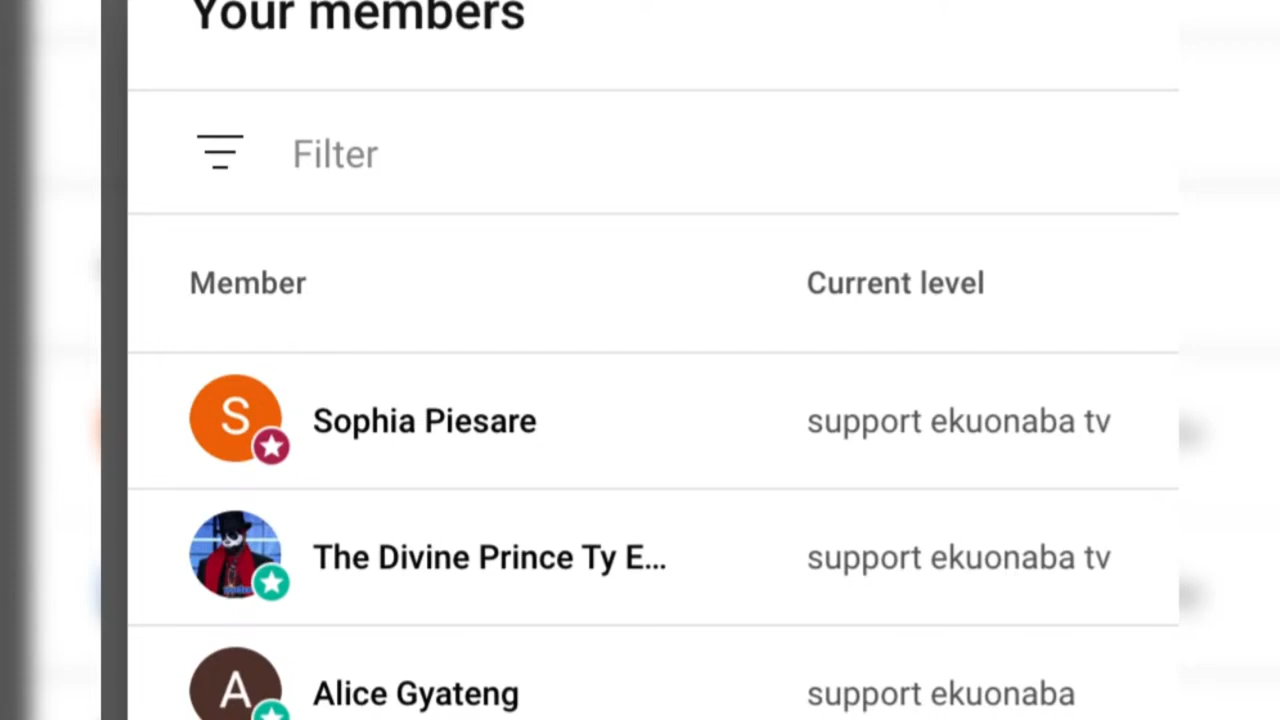 Your members
Filter
Member Current level
S Sophia Piesare support ekuonaba tv
The Divine Prince Ty E... support ekuonaba tv
A Alice Gyateng support ekuonaba